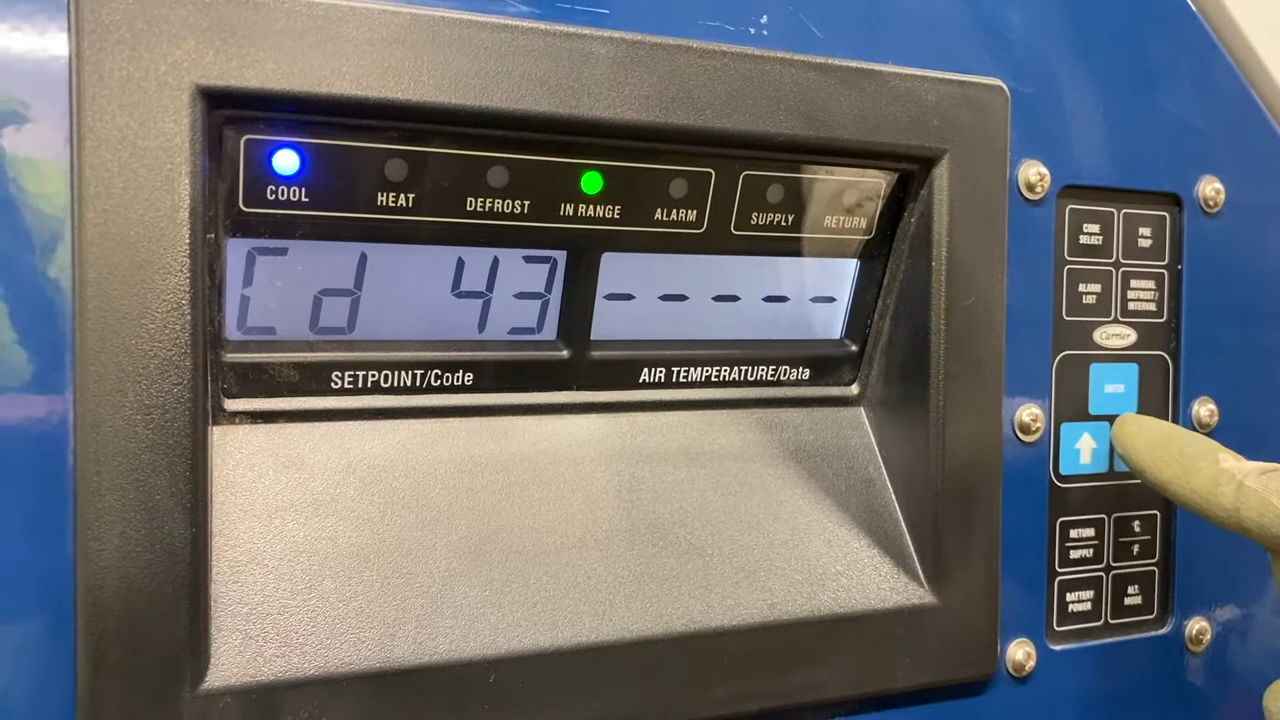 COOL HEAT DEFROST IN RANGE ALARM SUPPLY RETURN
Cd 43 -----
SETPOINT/Code AIR TEMPERATURE/Data
CODE SELECT
PRE TRIP
ALARM LIST
MANUAL DEFROST/ INTERVAL
Carrier
ENTER
RETURN SUPPLY
°C °F
BATTERY POWER
ALT. MODE